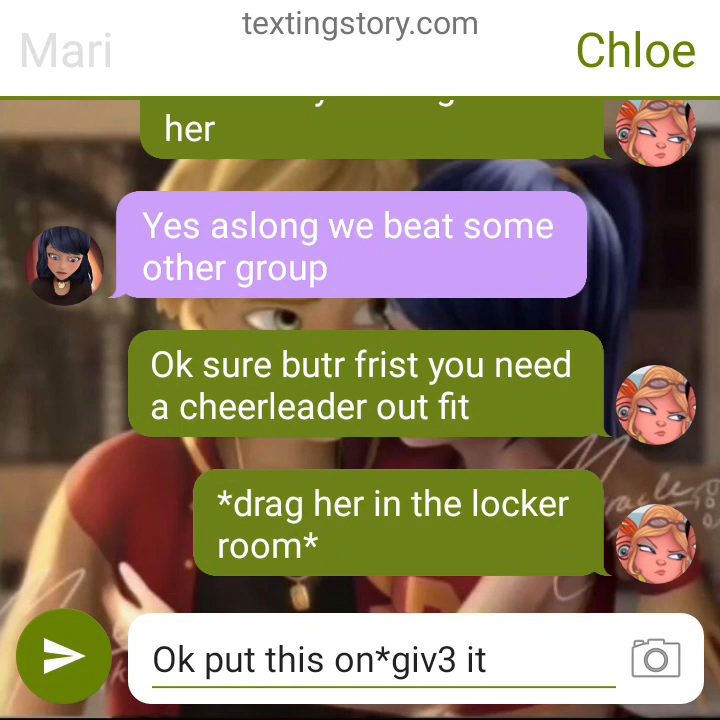 textingstory.com
Mari
Chloe
her
Yes aslong we beat some
other group
Ok sure butr frist you need
a cheerleader out fit
*drag her in the locker
room*
Ok put this on*giv3 it